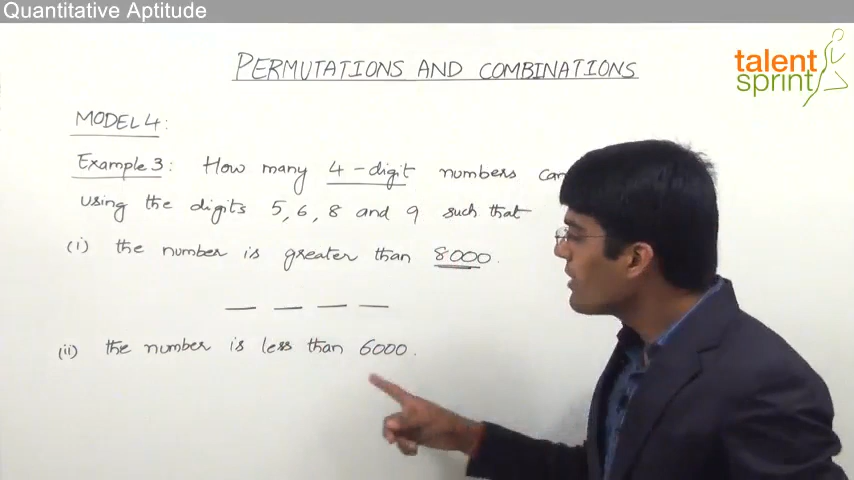 Quantitative Aptitude
talent
sprint
PERMUTATIONS AND COMBINATIONS
MODEL 4:
Example 3: How many 4-digit numbers can
using the digits 5, 6, 8 and 9 such that
(i) the number is greater than 8000.
(ii) the number is less than 6000.